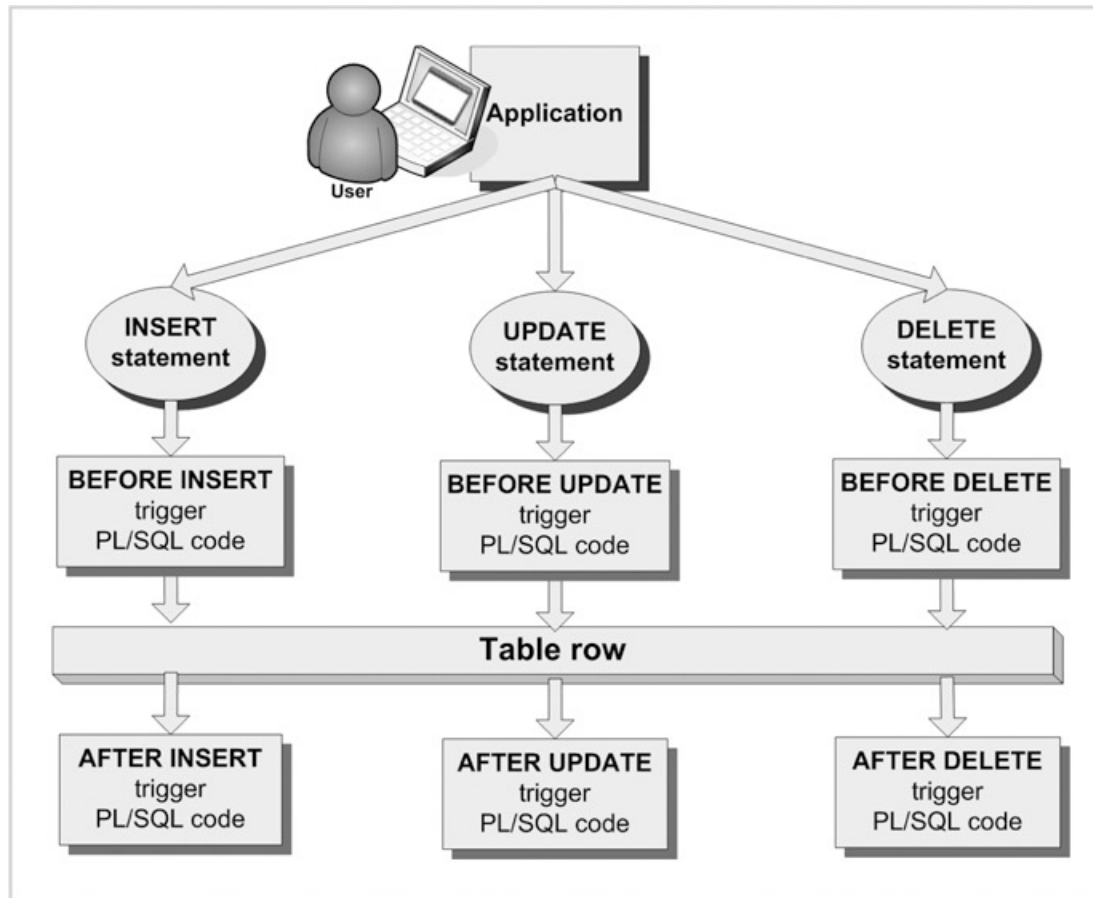 Application
User
INSERT
statement
UPDATE
statement
DELETE
statement
BEFORE INSERT
trigger
PL/SQL code
BEFORE UPDATE
trigger
PL/SQL code
BEFORE DELETE
trigger
PL/SQL code
Table row
AFTER INSERT
trigger
PL/SQL code
AFTER UPDATE
trigger
PL/SQL code
AFTER DELETE
trigger
PL/SQL code